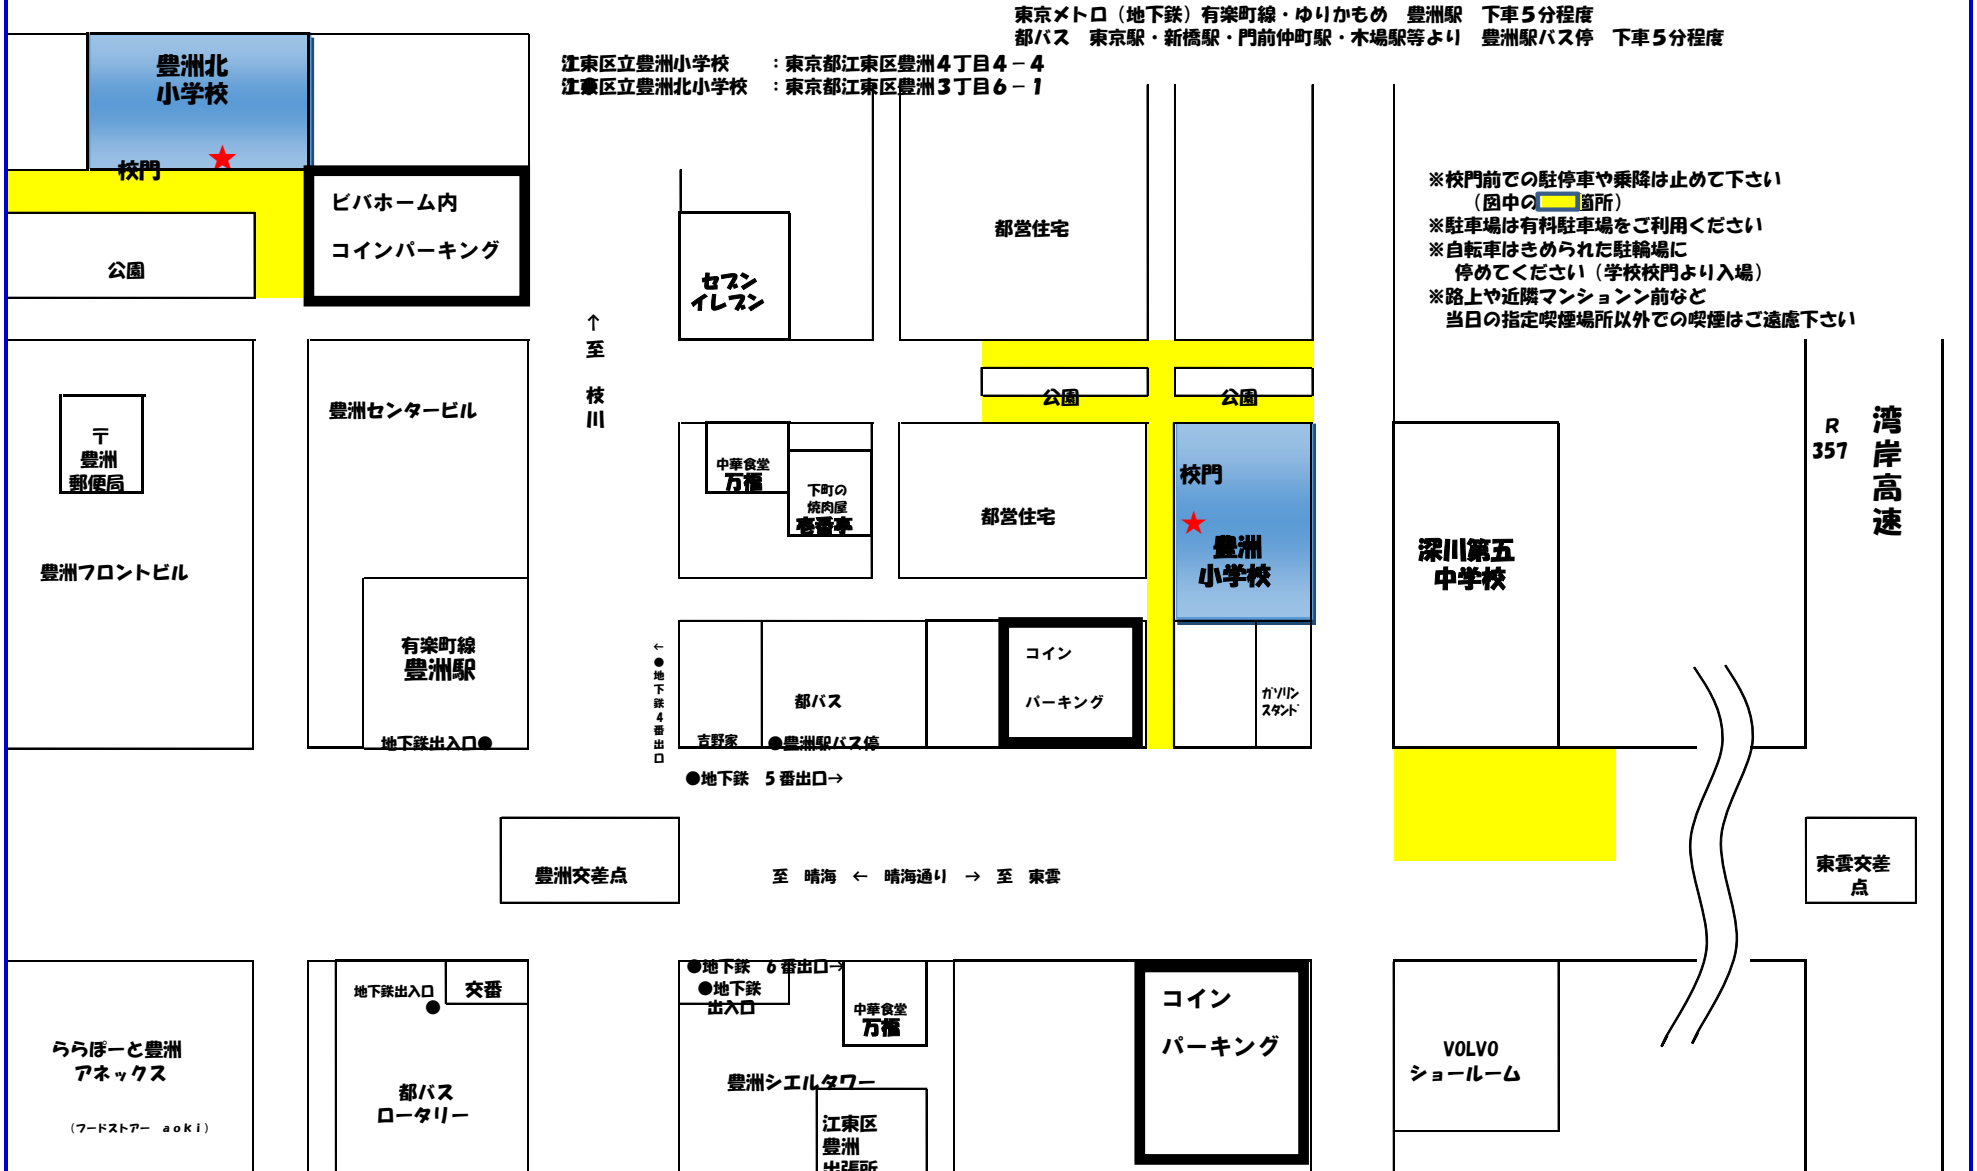 東京メトロ（地下鉄）有楽町線・ゆりかもめ　豊洲駅　下車５分程度
都バス　東京駅・新橋駅・門前仲町駅・木場駅等より　豊洲駅バス停　下車５分程度
江東区立豊洲小学校　　：東京都江東区豊洲４丁目４－４
江東区立豊洲北小学校　：東京都江東区豊洲３丁目６－１
豊洲北
小学校
校門
★
ビバホーム内
コインパーキング
公園
↑
至
枝
川
セブン
イレブン
都営住宅
※校門前での駐停車や乗降は止めて下さい
（図中の　　箇所）
※駐車場は有料駐車場をご利用ください
※自転車はきめられた駐輪場に
停めてください（学校校門より入場）
※路上や近隣マンションン前など
当日の指定喫煙場所以外での喫煙はご遠慮下さい
公園
公園
〒
豊洲
郵便局
豊洲フロントビル
豊洲センタービル
有楽町線
豊洲駅
地下鉄出入口●
中華食堂
万福
下町の
焼肉屋
壱番亭
都営住宅
校門
★
豊洲
小学校
深川第五
中学校
R
357
湾岸高速
←●地下鉄４番出口
吉野家
都バス
●豊洲駅バス停
コイン
パーキング
ガソリン
スタンド
●地下鉄　５番出口→
豊洲交差点
至　晴海　←　晴海通り　→　至　東雲
東雲交差
点
●地下鉄　６番出口→
●地下鉄
出入口
地下鉄出入口
●
交番
中華食堂
万福
コイン
パーキング
VOLVO
ショールーム
ららぽーと豊洲
アネックス
（フードストアー　ａｏｋｉ）
都バス
ロータリー
豊洲シエルタワー
江東区
豊洲
出張所